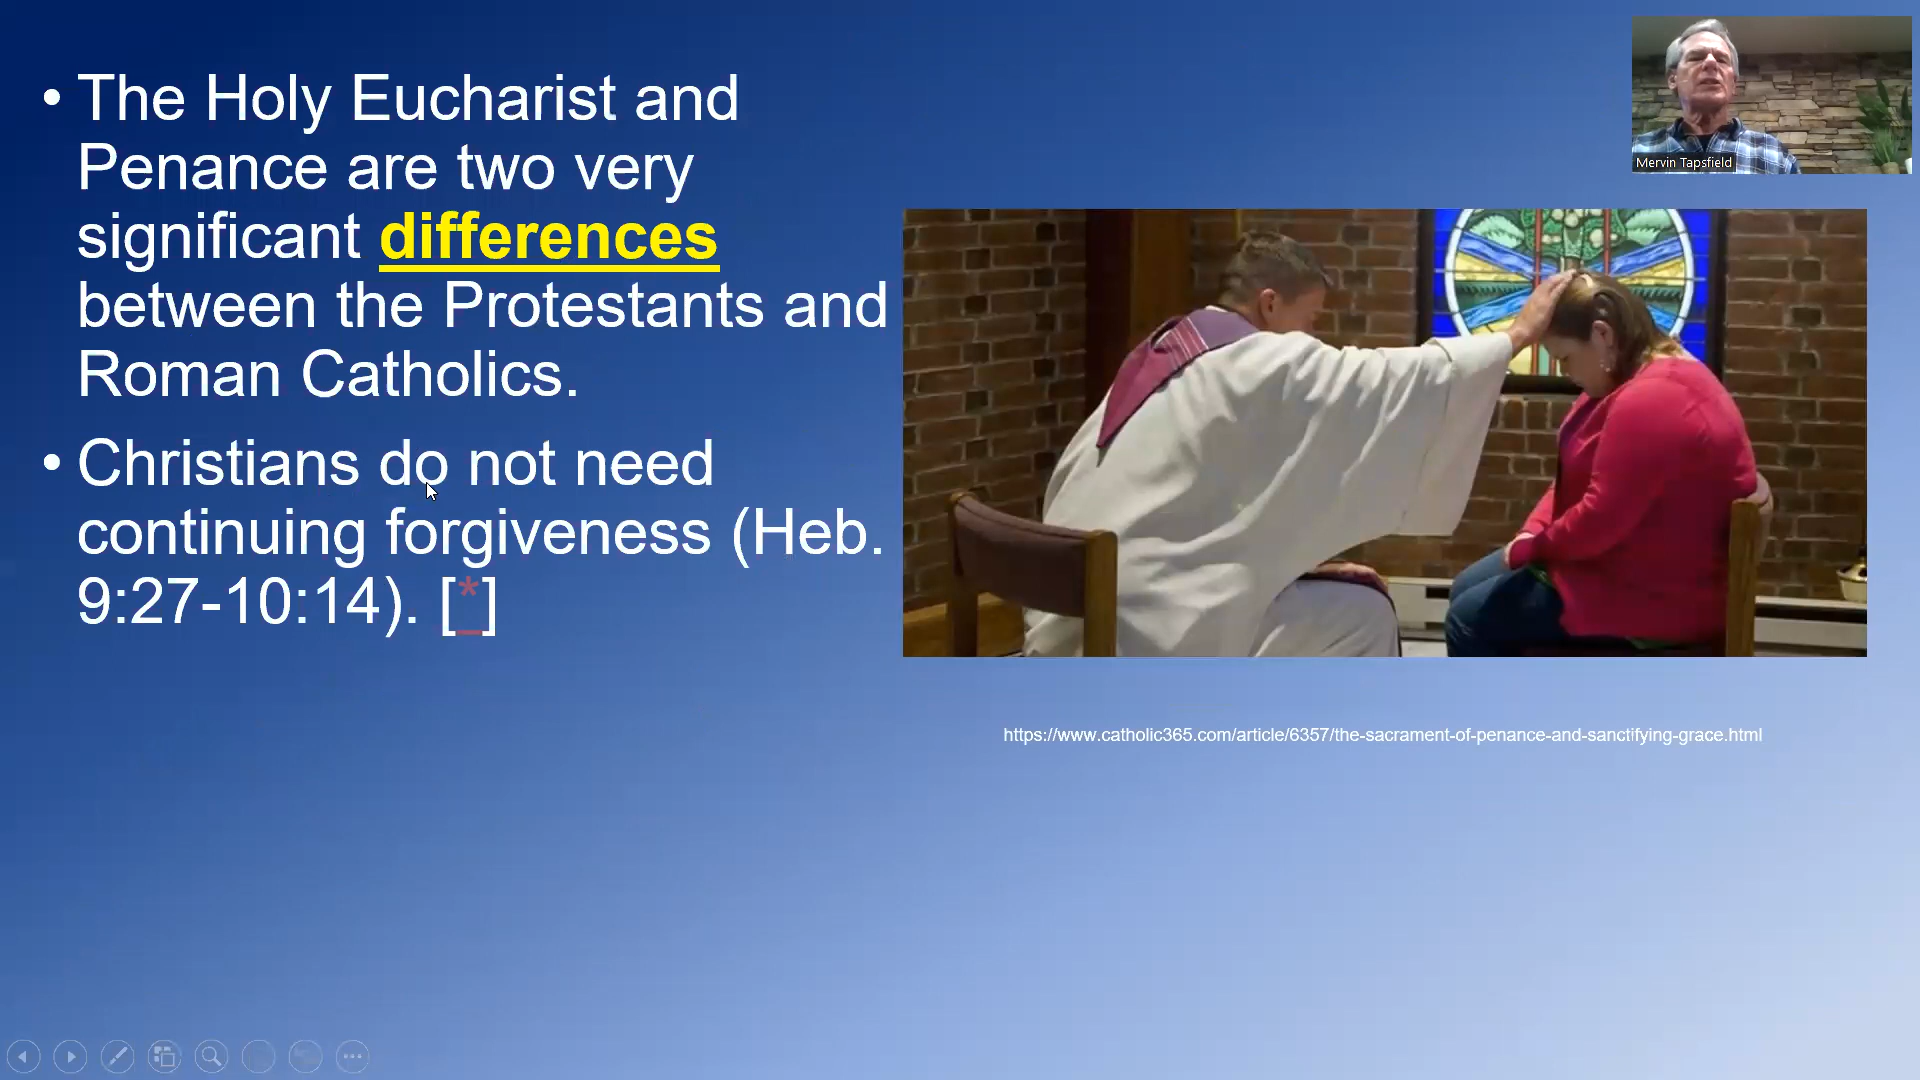 • The Holy Eucharist and
Penance are two very
significant differences
between the Protestants and
Roman Catholics.
• Christians do not need
continuing forgiveness (Heb.
9:27-10:14). [*]
Mervin Tapsfield
https://www.catholic365.com/article/6357/the-sacrament-of-penance-and-sanctifying-grace.html